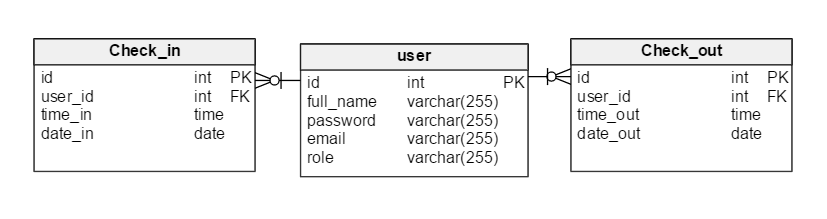 Check_in
id int PK
user_id int FK
time_in time
date_in date
user
id int PK
full_name varchar(255)
password varchar(255)
email varchar(255)
role varchar(255)
Check_out
id int PK
user_id int FK
time_out time
date_out date